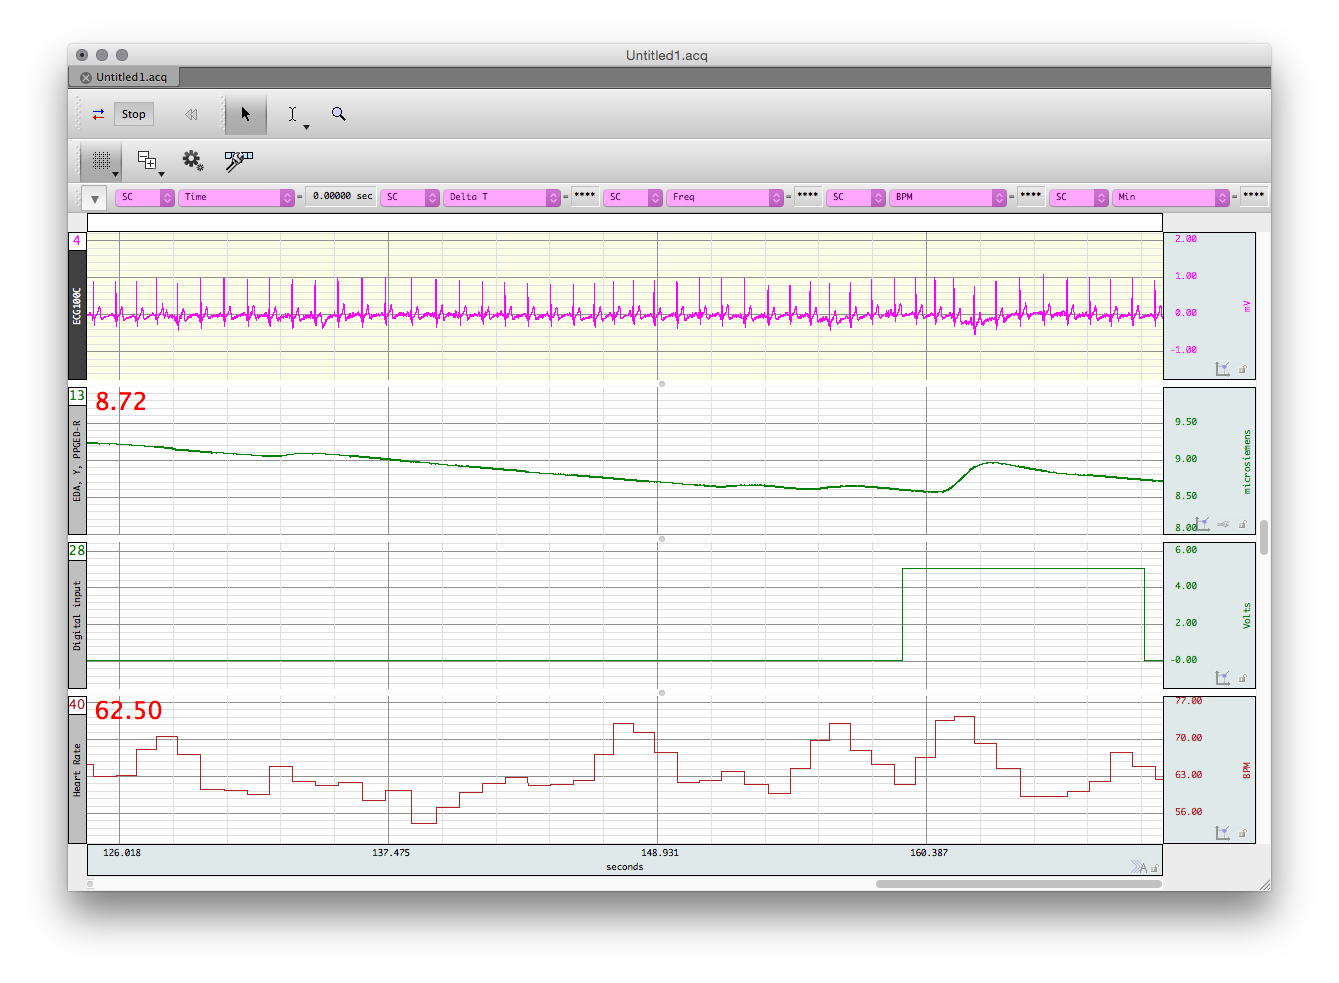 Untitled1.acq
Untitled1.acq
Stop
SC Time = 0.00000 sec SC Delta T = **** SC Freq = **** SC BPM = **** SC Min = ****
4
ECG100C
2.00
1.00
0.00
-1.00
mV
13
8.72
EDA, Y, PPGED-R
9.50
9.00
8.50
8.00
microsiemens
28
Digital input
6.00
4.00
2.00
-0.00
Volts
40
62.50
Heart Rate
77.00
70.00
63.00
56.00
BPM
126.018 137.475 148.931 160.387
seconds
A